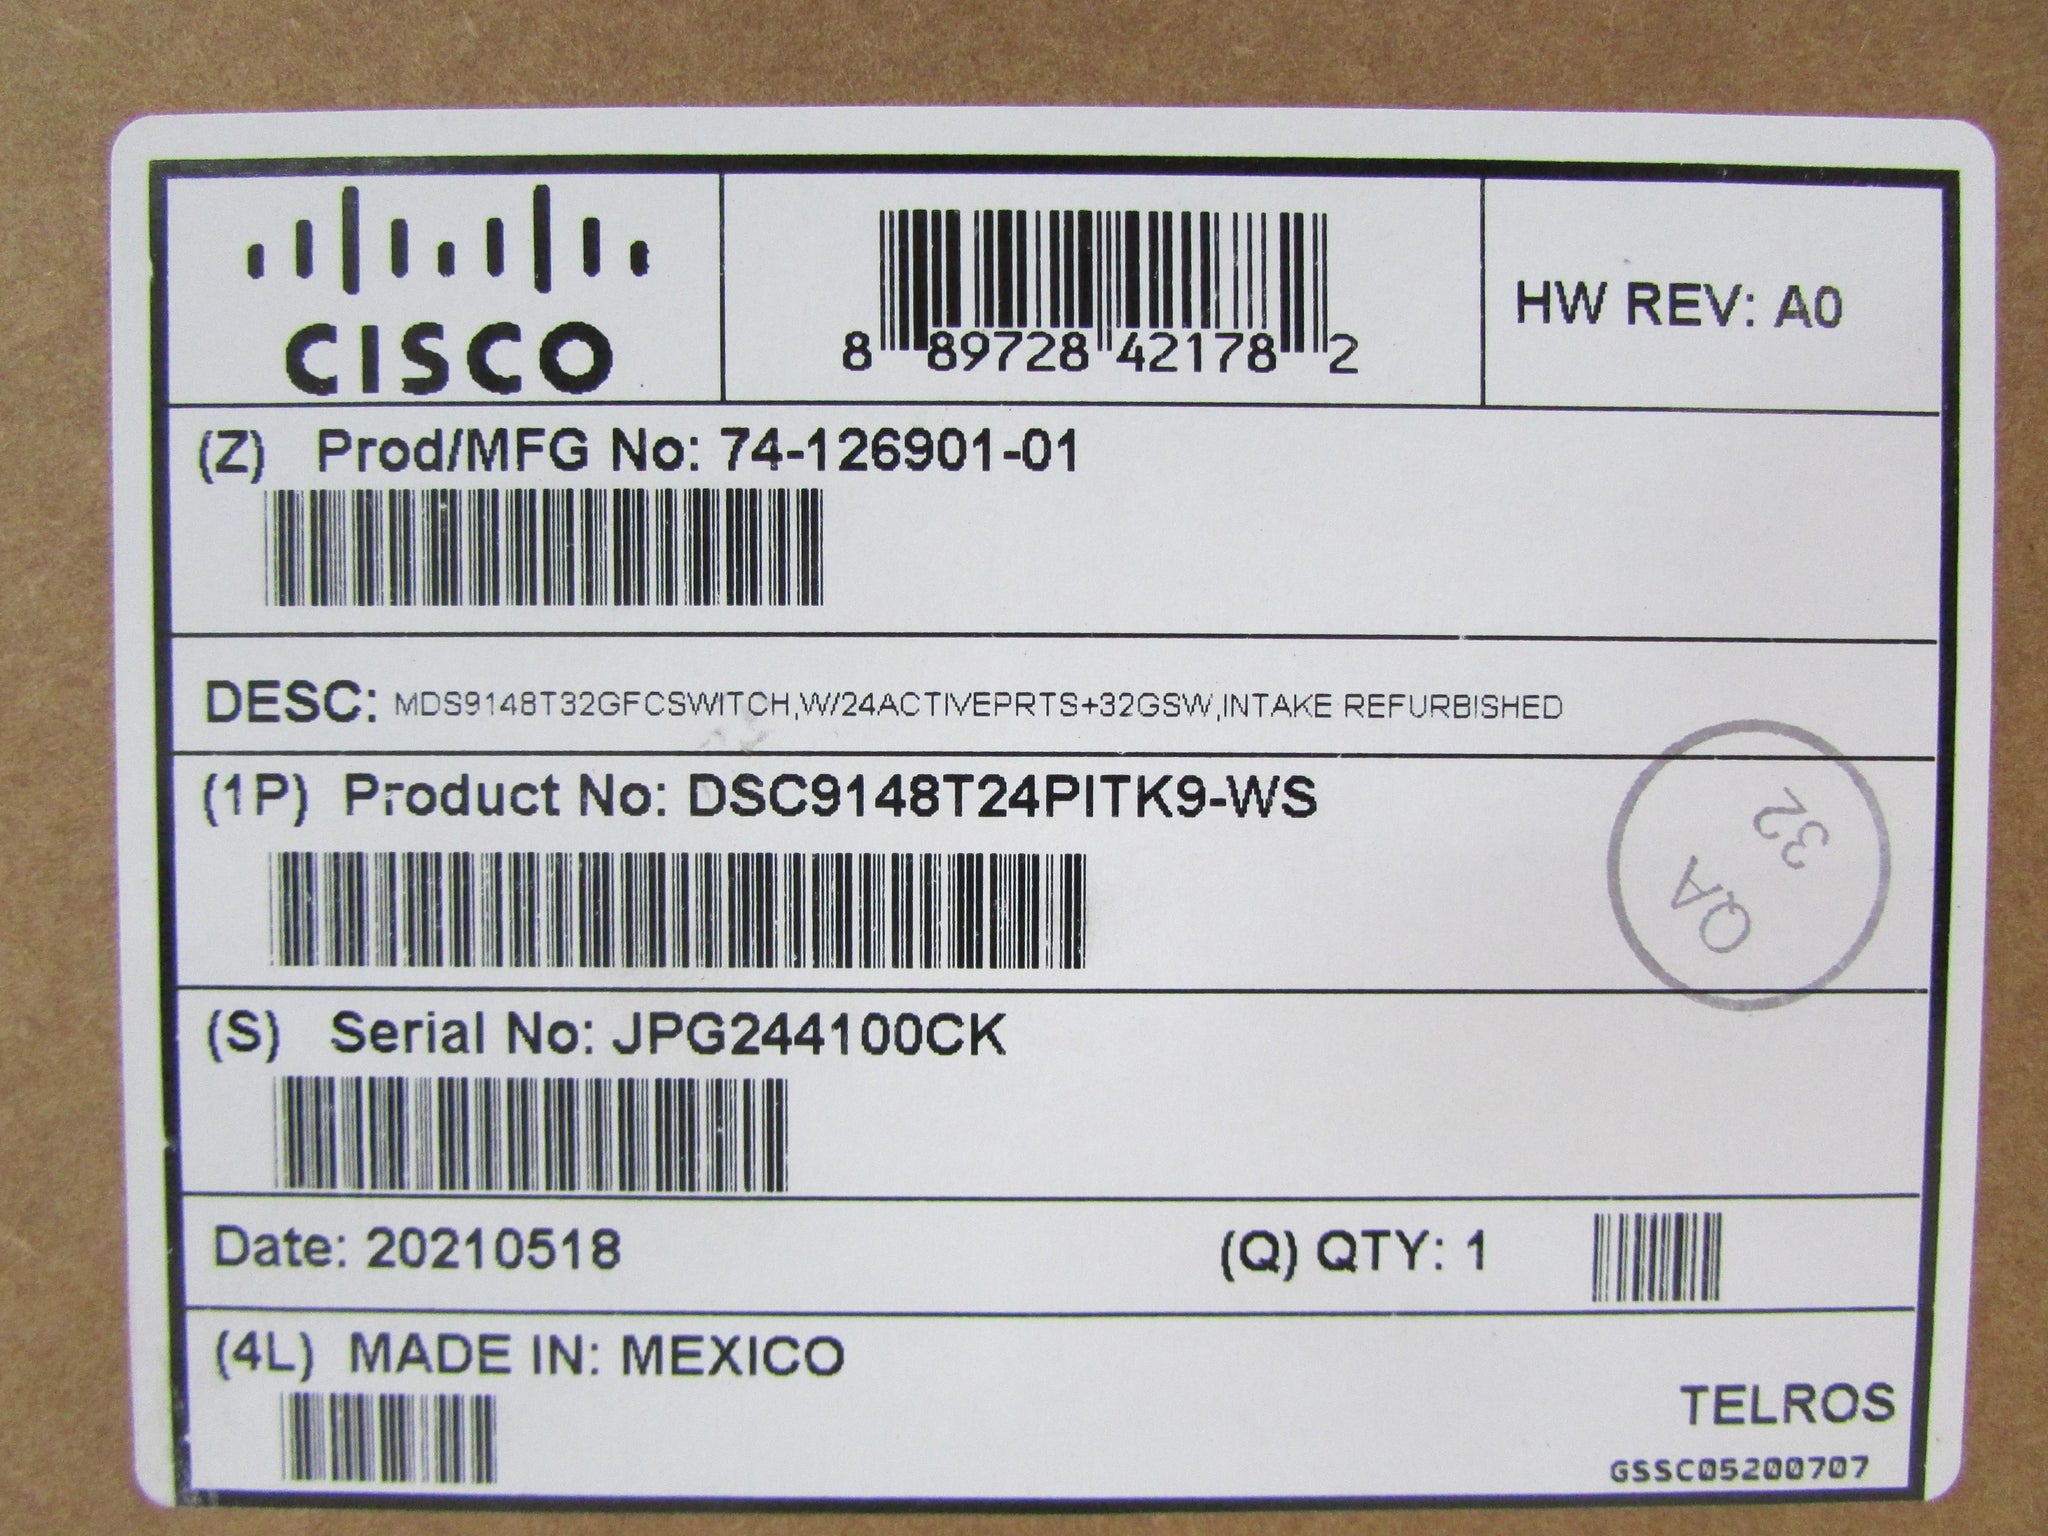 CISCO
8 89728 42178 2
HW REV: A0
(Z) Prod/MFG No: 74-126901-01
DESC: MDS9148T32GFCSWITCH,W/24ACTIVEPRTS+32GSW,INTAKE REFURBISHED
(1P) Product No: DSC9148T24PITK9-WS
QA
32
(S) Serial No: JPG244100CK
Date: 20210518
(Q) QTY: 1
(4L) MADE IN: MEXICO
TELROS
GSSC05200707